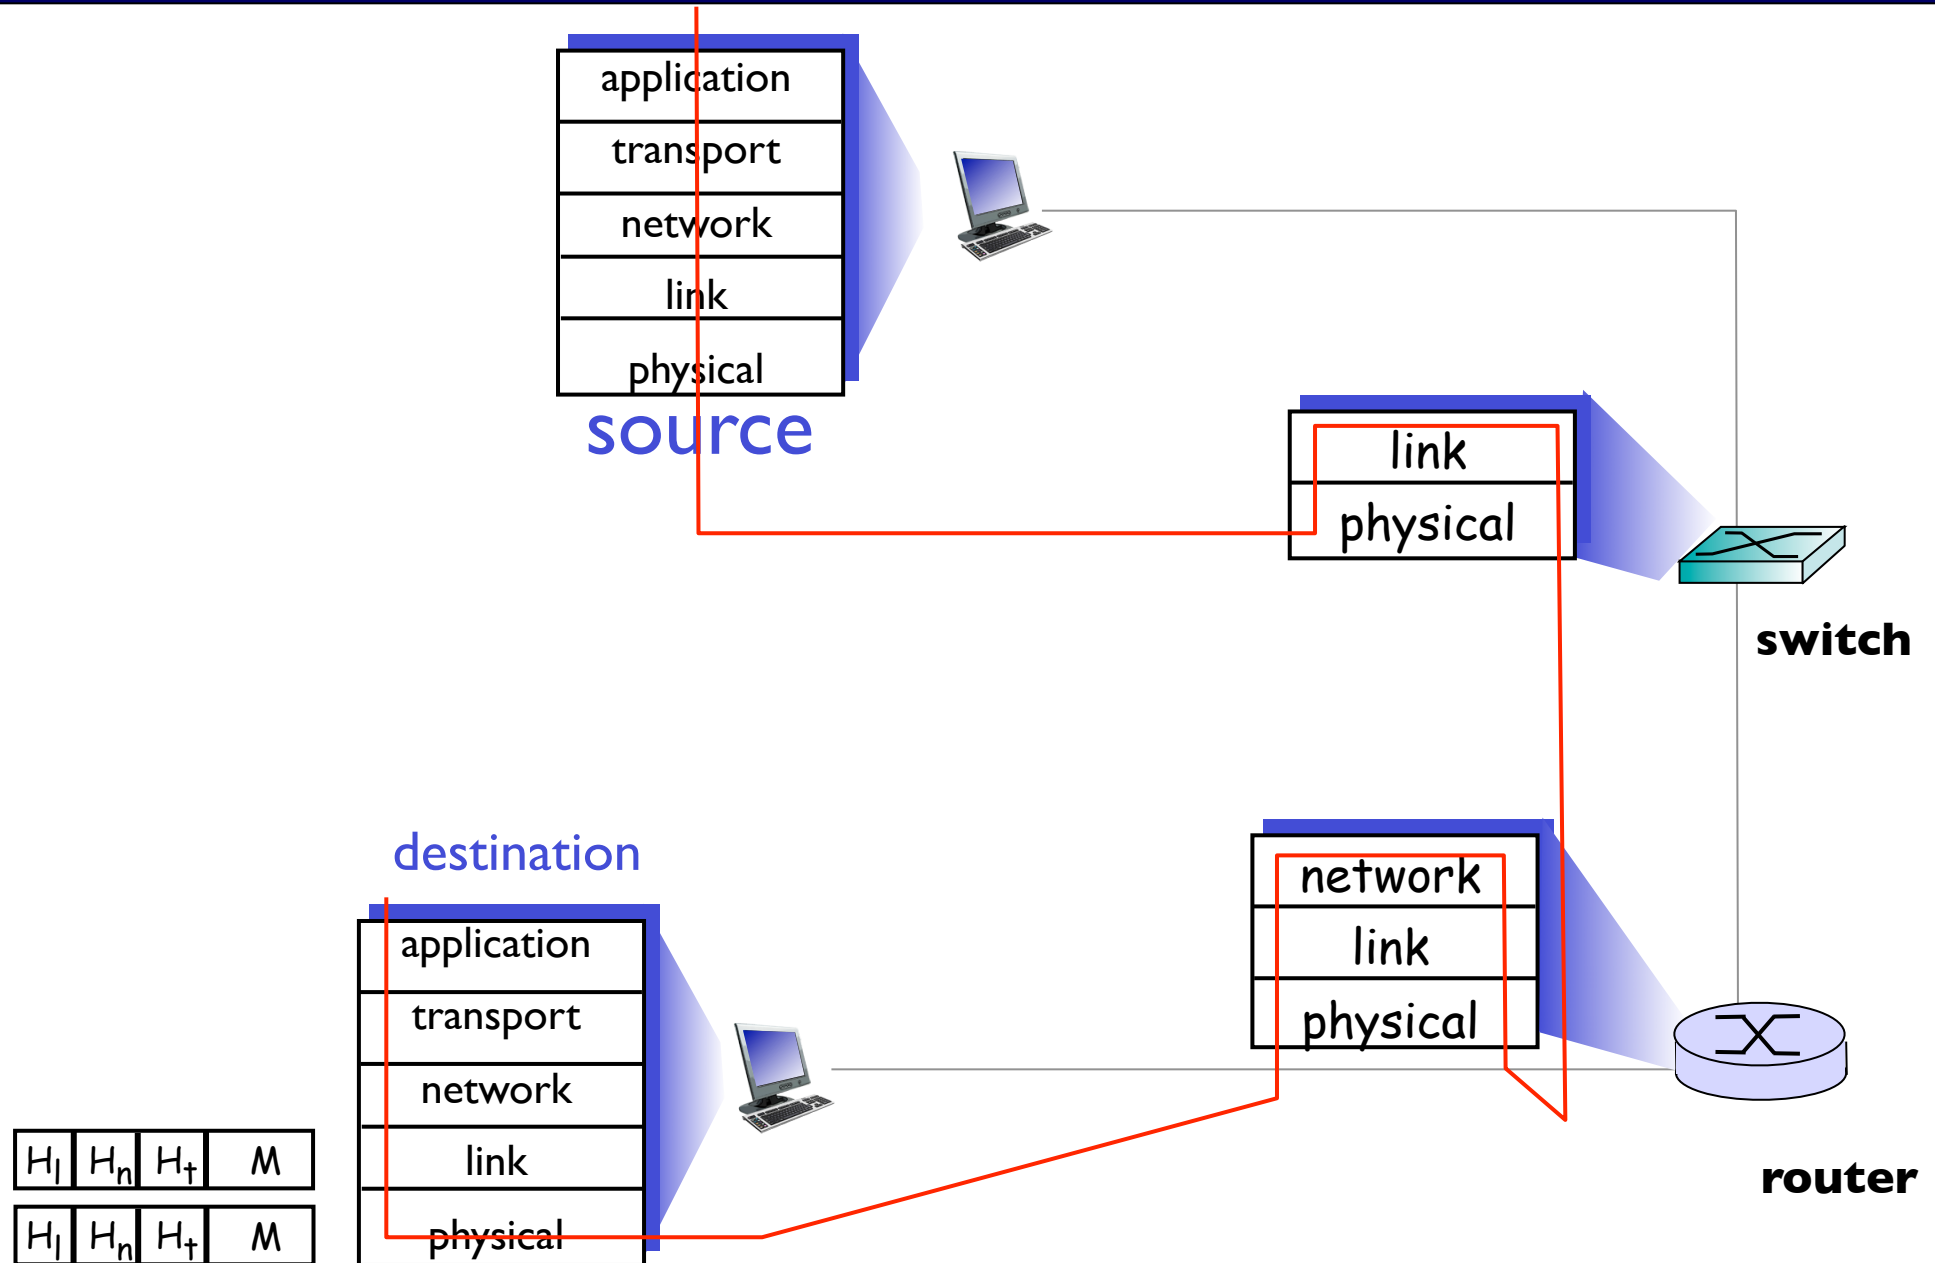 application
transport
network
link
physical
source
link
physical
switch
destination
network
link
physical
router
application
transport
network
link
physical
Hl Hn Ht M
Hl Hn Ht M